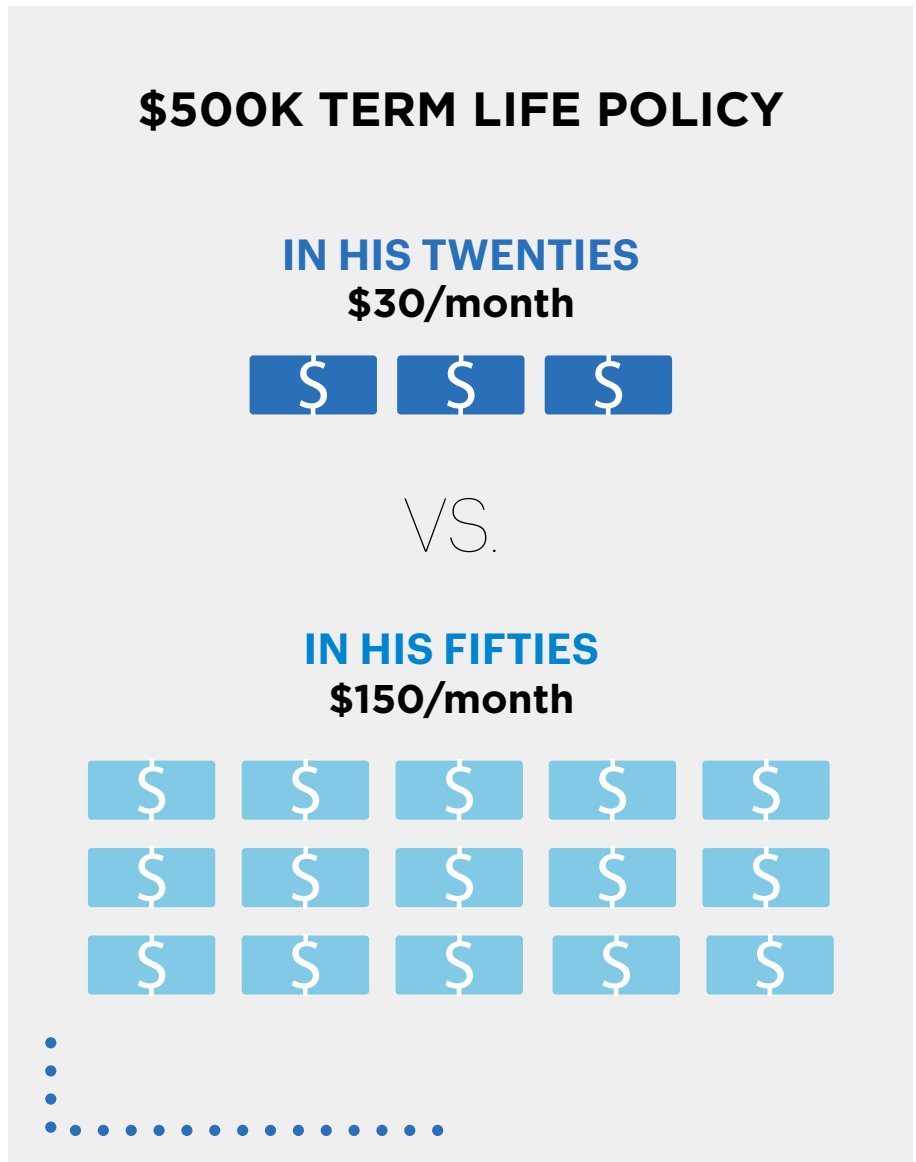 $500K TERM LIFE POLICY
IN HIS TWENTIES
$30/month
$ $ $
VS.
IN HIS FIFTIES
$150/month
$ $ $ $ $
$ $ $ $ $
$ $ $ $ $